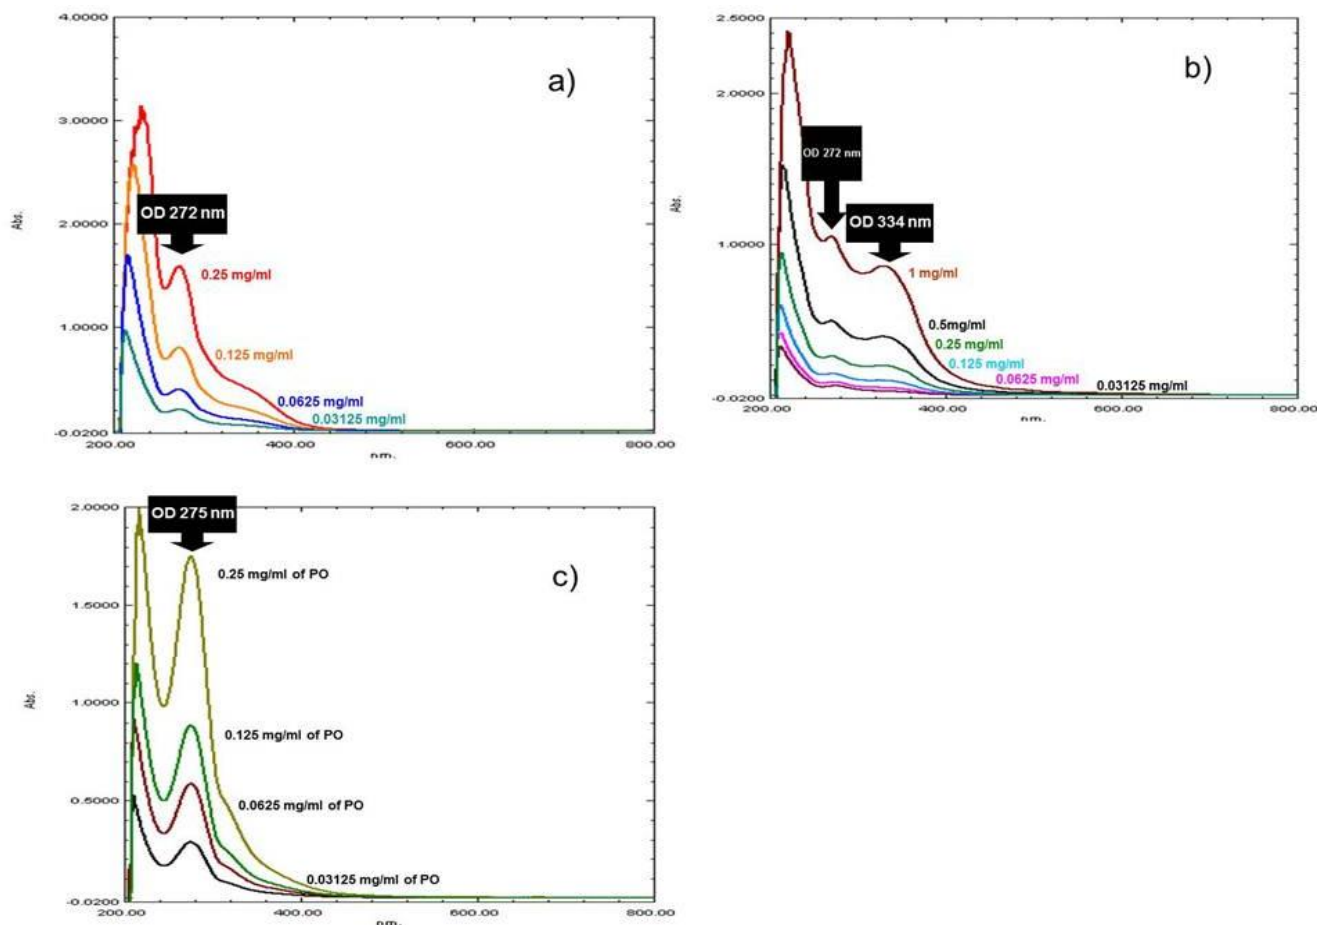 4.0000
a)
3.0000
OD 272 nm
2.0000
Abs.
0.25 mg/ml
1.0000
0.125 mg/ml
0.0625 mg/ml
0.03125 mg/ml
-0.0200
200.00
400.00
600.00
800.00
nm.
2.5000
b)
2.0000
OD 272 nm
Abs.
OD 334 nm
1.0000
1 mg/ml
0.5mg/ml
0.25 mg/ml
0.125 mg/ml
0.0625 mg/ml
0.03125 mg/ml
-0.0200
200.00
400.00
600.00
800.00
nm.
2.0000
OD 275 nm
c)
0.25 mg/ml of PO
1.5000
Abs.
1.0000
0.125 mg/ml of PO
0.5000
0.0625 mg/ml of PO
0.03125 mg/ml of PO
-0.0200
200.00
400.00
600.00
800.00
nm.